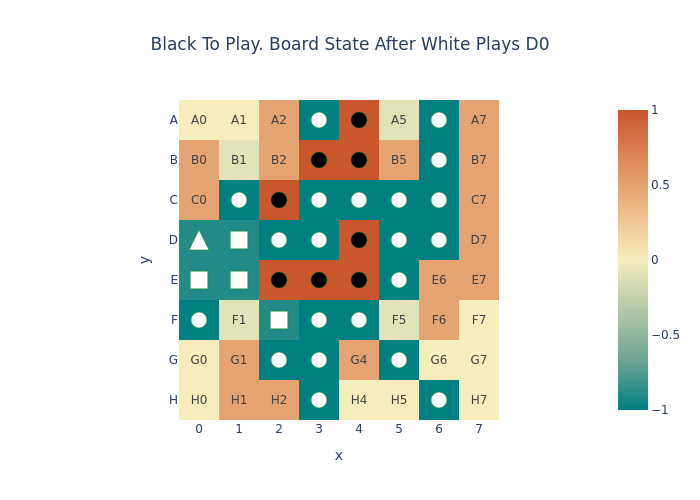 Black To Play. Board State After White Plays D0
A A0 A1 A2 A5 A7
B B0 B1 B2 B5 B7
C C0 C7
D D7
E E6 E7
F F1 F5 F6 F7
G G0 G1 G4 G6 G7
H H0 H1 H2 H4 H5 H7
0 1 2 3 4 5 6 7
x
y
1
0.5
0
−0.5
−1